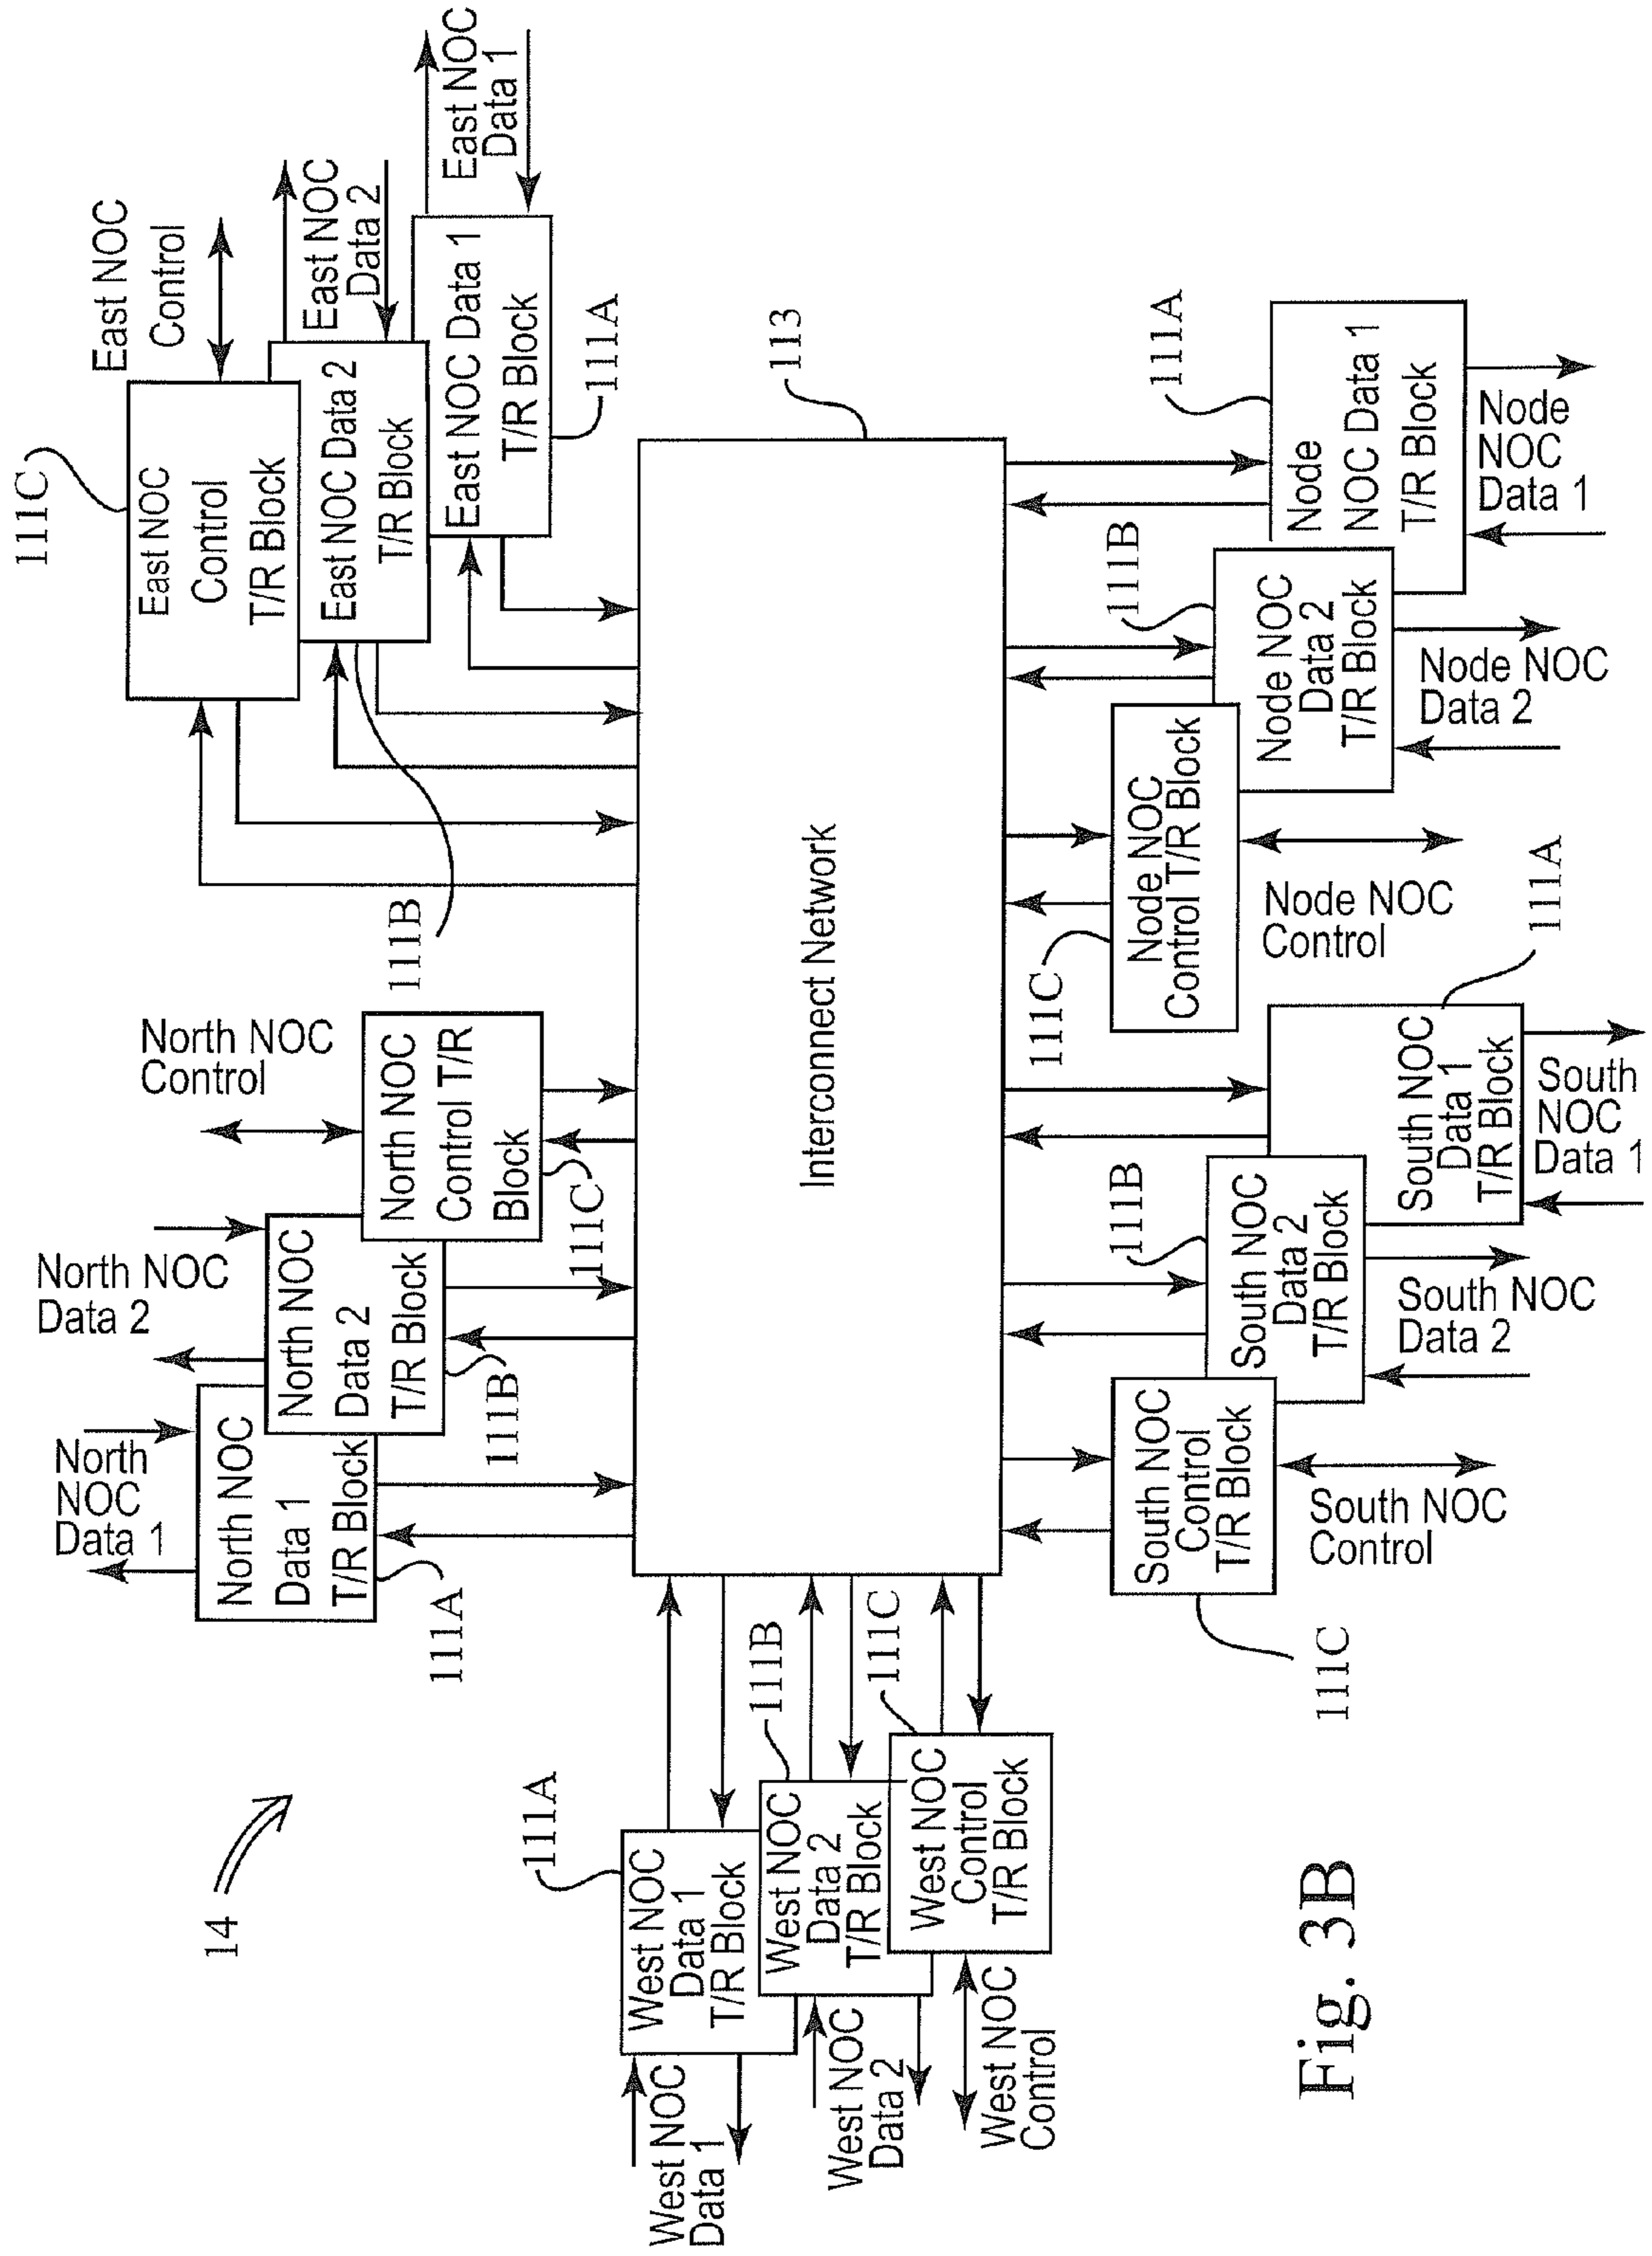 14
North
NOC
Data 1
North NOC
Data 1
T/R Block
111A
North NOC
Data 2
North NOC
Data 2
T/R Block
111B
North NOC
Control
North NOC
Control T/R
Block
111C
East NOC
Control
111C
East NOC
Control
T/R Block
East NOC
Data 2
East NOC Data 2
T/R Block
111B
East NOC
Data 1
East NOC Data 1
T/R Block
111A
Interconnect Network
113
111A
West NOC
Data 1
T/R Block
West NOC
Data 1
111B
West NOC
Data 2
T/R Block
West NOC
Data 2
111C
West NOC
Control
T/R Block
West NOC
Control
South NOC
Control
T/R Block
111C
South NOC
Control
111B
South NOC
Data 2
T/R Block
South NOC
Data 2
111A
South NOC
Data 1
T/R Block
South
NOC
Data 1
111C
Node NOC
Control T/R Block
Node NOC
Control
111B
Node NOC
Data 2
T/R Block
Node NOC
Data 2
111A
Node
NOC Data 1
T/R Block
Node
NOC
Data 1
Fig. 3B